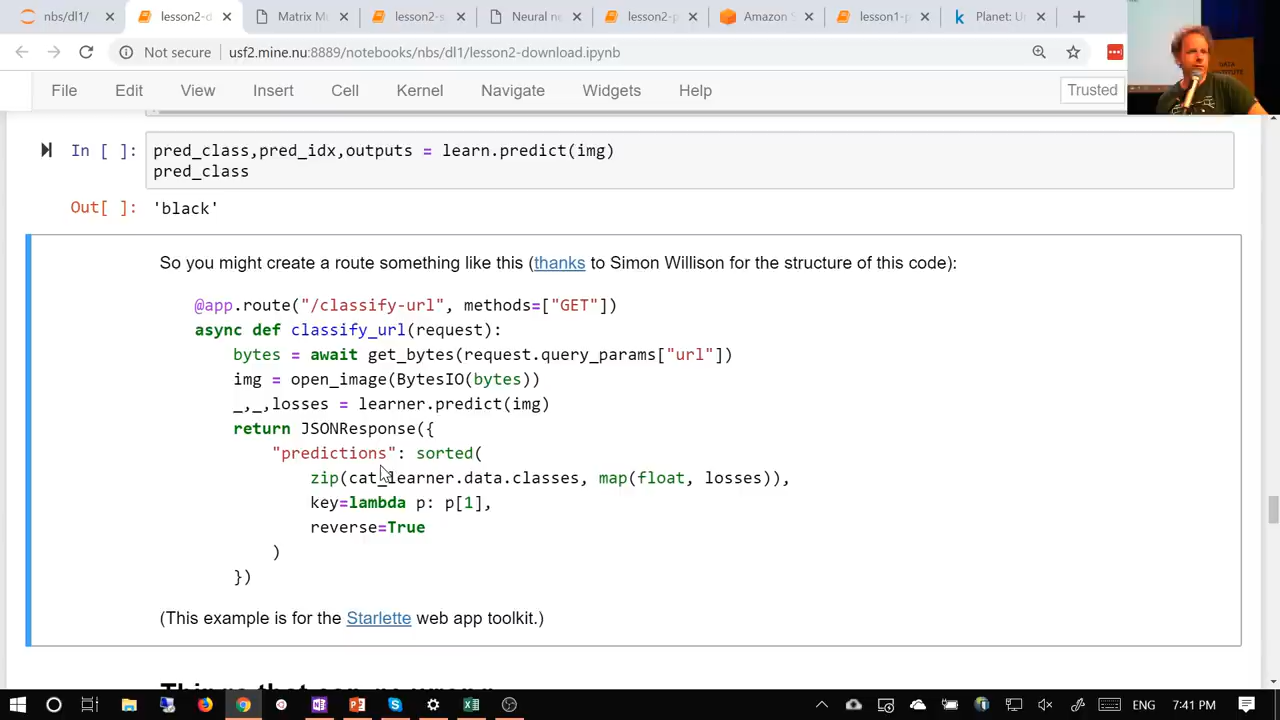 nbs/dl1/
lesson2-d
Matrix M
lesson2-s
Neural ne
lesson2-p
Amazon S
lesson1-p
Planet: U
Not secure
usf2.mine.nu:8889/notebooks/nbs/dl1/lesson2-download.ipynb
File Edit View Insert Cell Kernel Navigate Widgets Help
Trusted
In [ ]: pred_class,pred_idx,outputs = learn.predict(img)
pred_class
Out[ ]: 'black'
So you might create a route something like this (thanks to Simon Willison for the structure of this code):
@app.route("/classify-url", methods=["GET"])
async def classify_url(request):
bytes = await get_bytes(request.query_params["url"])
img = open_image(BytesIO(bytes))
_,_,losses = learner.predict(img)
return JSONResponse({
"predictions": sorted(
zip(cat_learner.data.classes, map(float, losses)),
key=lambda p: p[1],
reverse=True
)
})
(This example is for the Starlette web app toolkit.)
ENG
7:41 PM